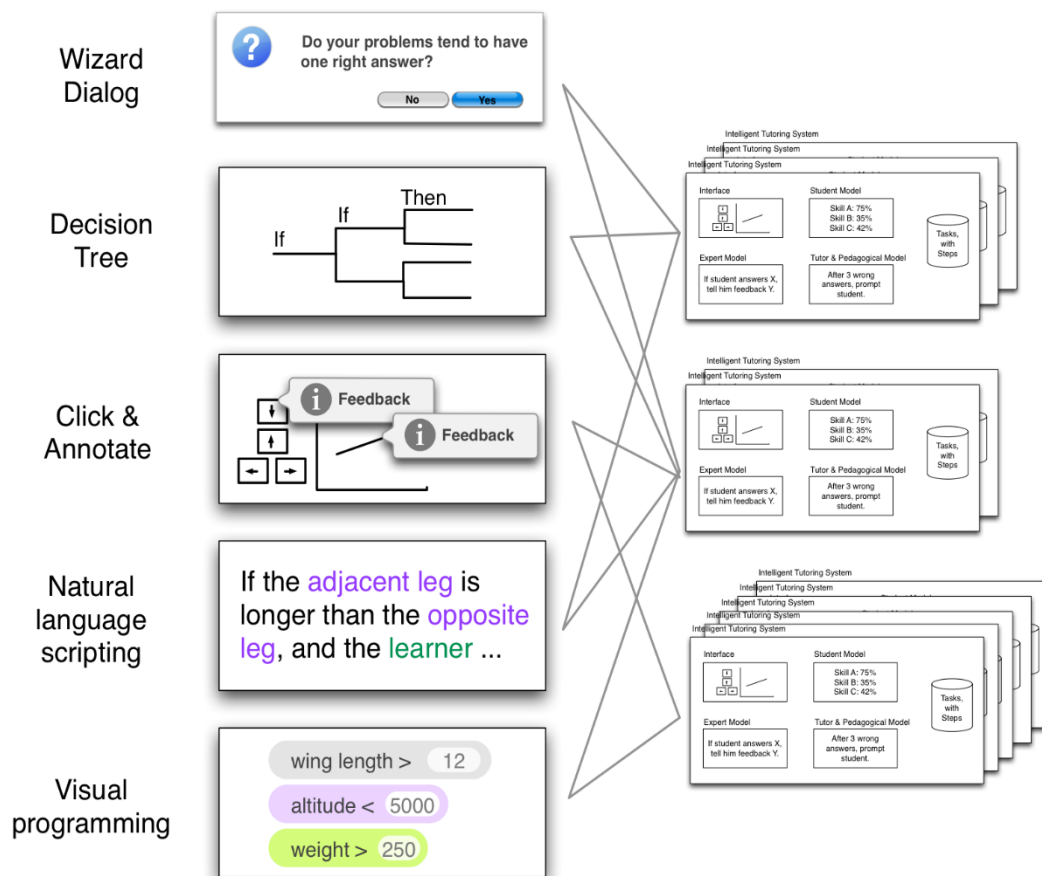 Wizard
Dialog
Do your problems tend to have
one right answer?
No
Yes
Decision
Tree
If
If
Then
Click &
Annotate
Feedback
Feedback
Natural
language
scripting
If the adjacent leg is
longer than the opposite
leg, and the learner ...
Visual
programming
wing length > 12
altitude < 5000
weight > 250
Intelligent Tutoring System
Intelligent Tutoring System
Intelligent Tutoring System
Interface
Student Model
Skill A: 75%
Skill B: 35%
Skill C: 42%
Tasks,
with
Steps
Expert Model
If student answers X,
tell him feedback Y.
Tutor & Pedagogical Model
After 3 wrong
answers, prompt
student.
Intelligent Tutoring System
Intelligent Tutoring System
Interface
Student Model
Skill A: 75%
Skill B: 35%
Skill C: 42%
Tasks,
with
Steps
Expert Model
If student answers X,
tell him feedback Y.
Tutor & Pedagogical Model
After 3 wrong
answers, prompt
student.
Intelligent Tutoring System
Intelligent Tutoring System
Intelligent Tutoring System
Intelligent Tutoring System
Intelligent Tutoring System
Interface
Student Model
Skill A: 75%
Skill B: 35%
Skill C: 42%
Tasks,
with
Steps
Expert Model
If student answers X,
tell him feedback Y.
Tutor & Pedagogical Model
After 3 wrong
answers, prompt
student.